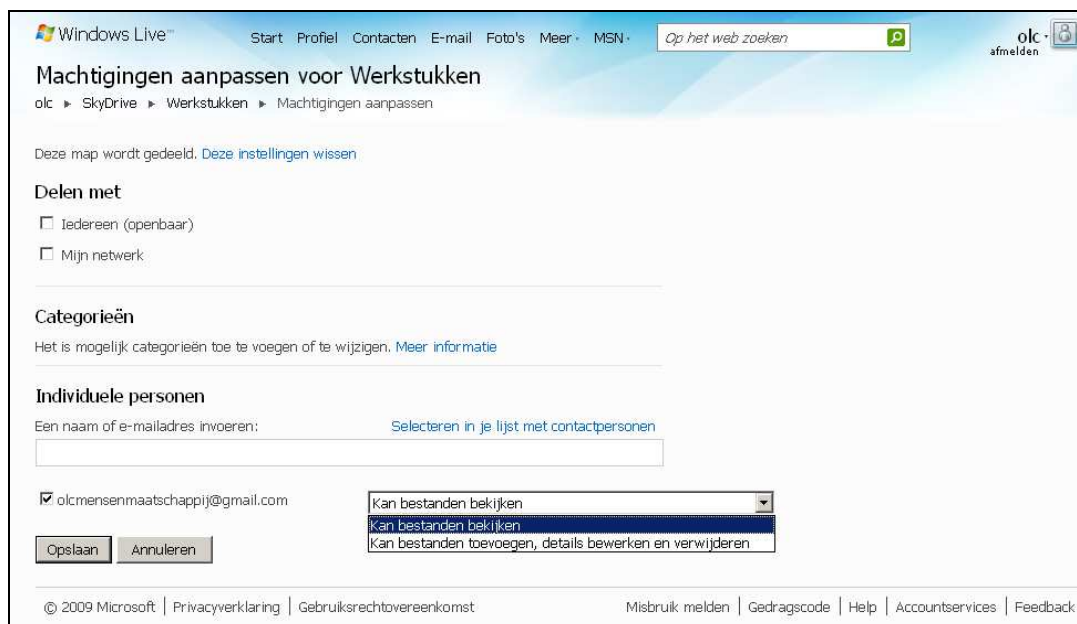 Windows Live™ Start Profiel Contacten E-mail Foto's Meer MSN Op het web zoeken olc
afmelden
Machtigingen aanpassen voor Werkstukken
olc ▸ SkyDrive ▸ Werkstukken ▸ Machtigingen aanpassen
Deze map wordt gedeeld. Deze instellingen wissen
Delen met
Iedereen (openbaar)
Mijn netwerk
Categorieën
Het is mogelijk categorieën toe te voegen of te wijzigen. Meer informatie
Individuele personen
Een naam of e-mailadres invoeren: Selecteren in je lijst met contactpersonen
olcmensenmaatschappij@gmail.com Kan bestanden bekijken
Kan bestanden bekijken
Kan bestanden toevoegen, details bewerken en verwijderen
Opslaan Annuleren
© 2009 Microsoft | Privacyverklaring | Gebruiksrechtovereenkomst Misbruik melden | Gedragscode | Help | Accountservices | Feedback